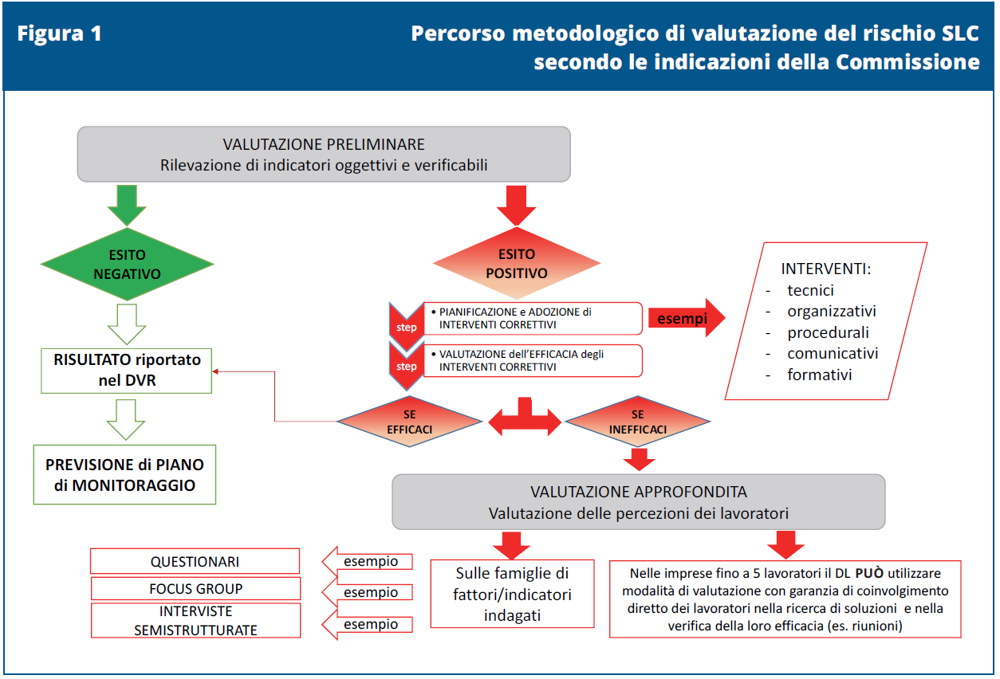 Figura 1
Percorso metodologico di valutazione del rischio SLC
secondo le indicazioni della Commissione
VALUTAZIONE PRELIMINARE
Rilevazione di indicatori oggettivi e verificabili
ESITO
NEGATIVO
ESITO
POSITIVO
INTERVENTI:
- tecnici
- organizzativi
- procedurali
- comunicativi
- formativi
step
• PIANIFICAZIONE e ADOZIONE di
INTERVENTI CORRETTIVI
esempi
step
• VALUTAZIONE dell'EFFICACIA degli
INTERVENTI CORRETTIVI
RISULTATO riportato
nel DVR
SE
EFFICACI
SE
INEFFICACI
PREVISIONE di PIANO
di MONITORAGGIO
VALUTAZIONE APPROFONDITA
Valutazione delle percezioni dei lavoratori
QUESTIONARI
esempio
FOCUS GROUP
esempio
INTERVISTE
SEMISTRUTTURATE
esempio
Sulle famiglie di
fattori/indicatori
indagati
Nelle imprese fino a 5 lavoratori il DL PUÒ utilizzare
modalità di valutazione con garanzia di coinvolgimento
diretto dei lavoratori nella ricerca di soluzioni e nella
verifica della loro efficacia (es. riunioni)